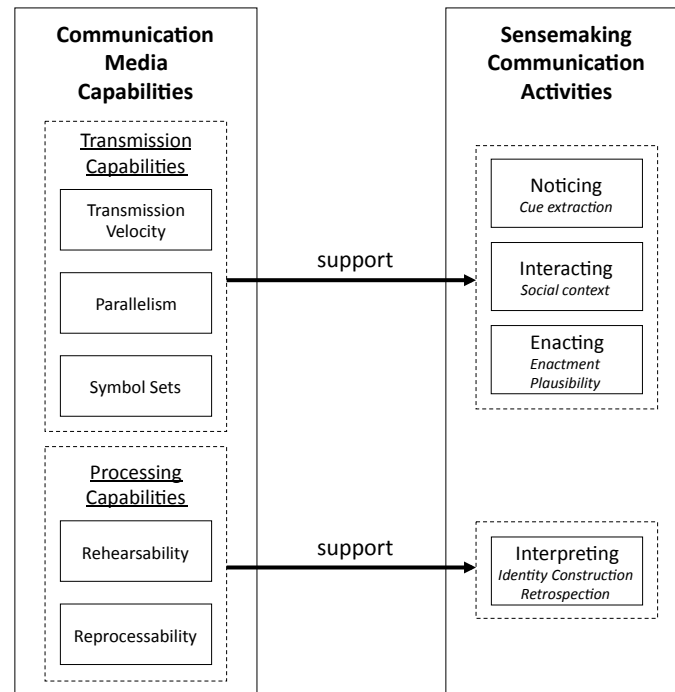 Communication
Media
Capabilities
Transmission
Capabilities
Transmission
Velocity
Parallelism
Symbol Sets
Processing
Capabilities
Rehearsability
Reprocessability
support
support
Sensemaking
Communication
Activities
Noticing
Cue extraction
Interacting
Social context
Enacting
Enactment
Plausibility
Interpreting
Identity Construction
Retrospection